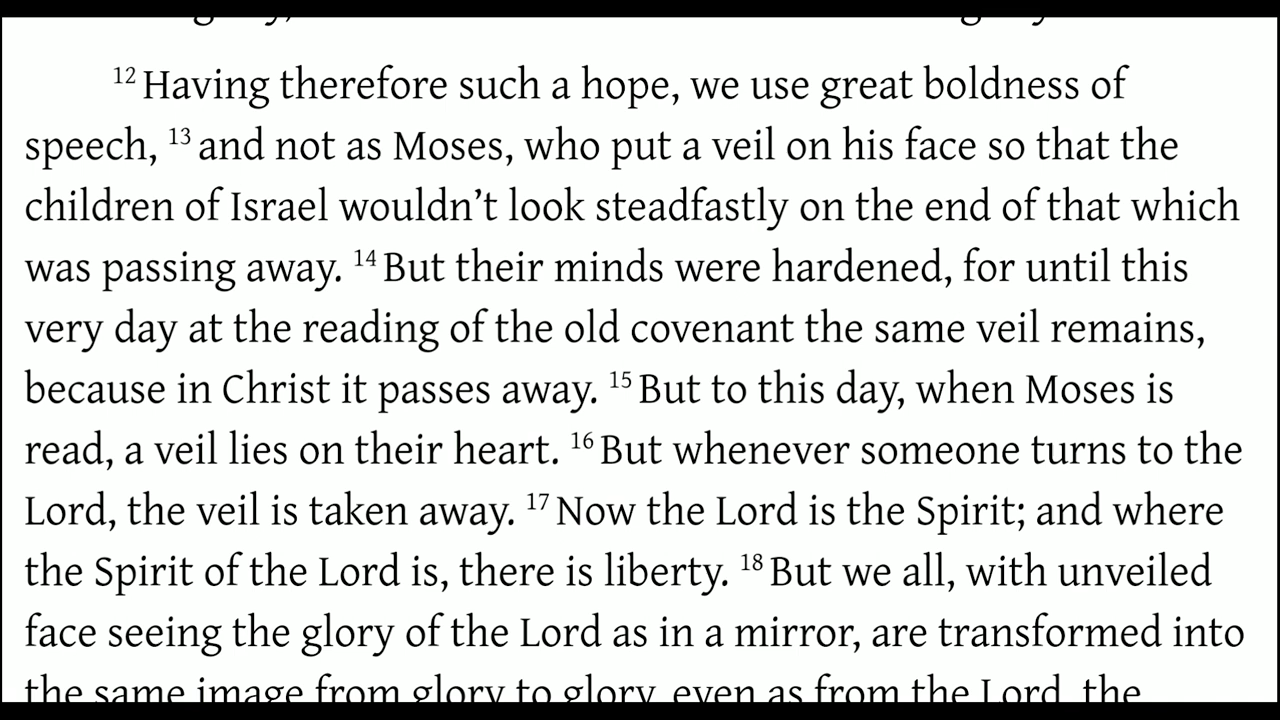 12 Having therefore such a hope, we use great boldness of
speech, 13 and not as Moses, who put a veil on his face so that the
children of Israel wouldn’t look steadfastly on the end of that which
was passing away. 14 But their minds were hardened, for until this
very day at the reading of the old covenant the same veil remains,
because in Christ it passes away. 15 But to this day, when Moses is
read, a veil lies on their heart. 16 But whenever someone turns to the
Lord, the veil is taken away. 17 Now the Lord is the Spirit; and where
the Spirit of the Lord is, there is liberty. 18 But we all, with unveiled
face seeing the glory of the Lord as in a mirror, are transformed into
the same image from glory to glory, even as from the Lord, the